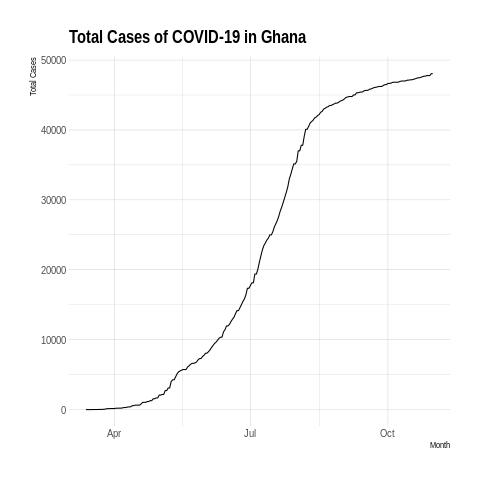 Total Cases of COVID-19 in Ghana
Total Cases
50000
40000
30000
20000
10000
0
Apr Jul Oct
Month